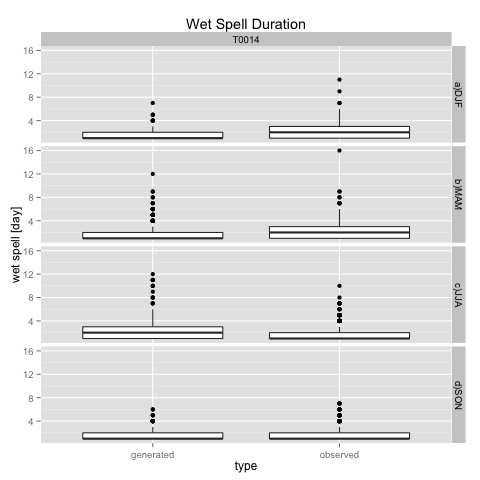 Wet Spell Duration
T0014
16
12
8
4
a)DJF
16
12
8
4
b)MAM
16
12
8
4
c)JJA
16
12
8
4
d)SON
wet spell [day]
generated observed
type